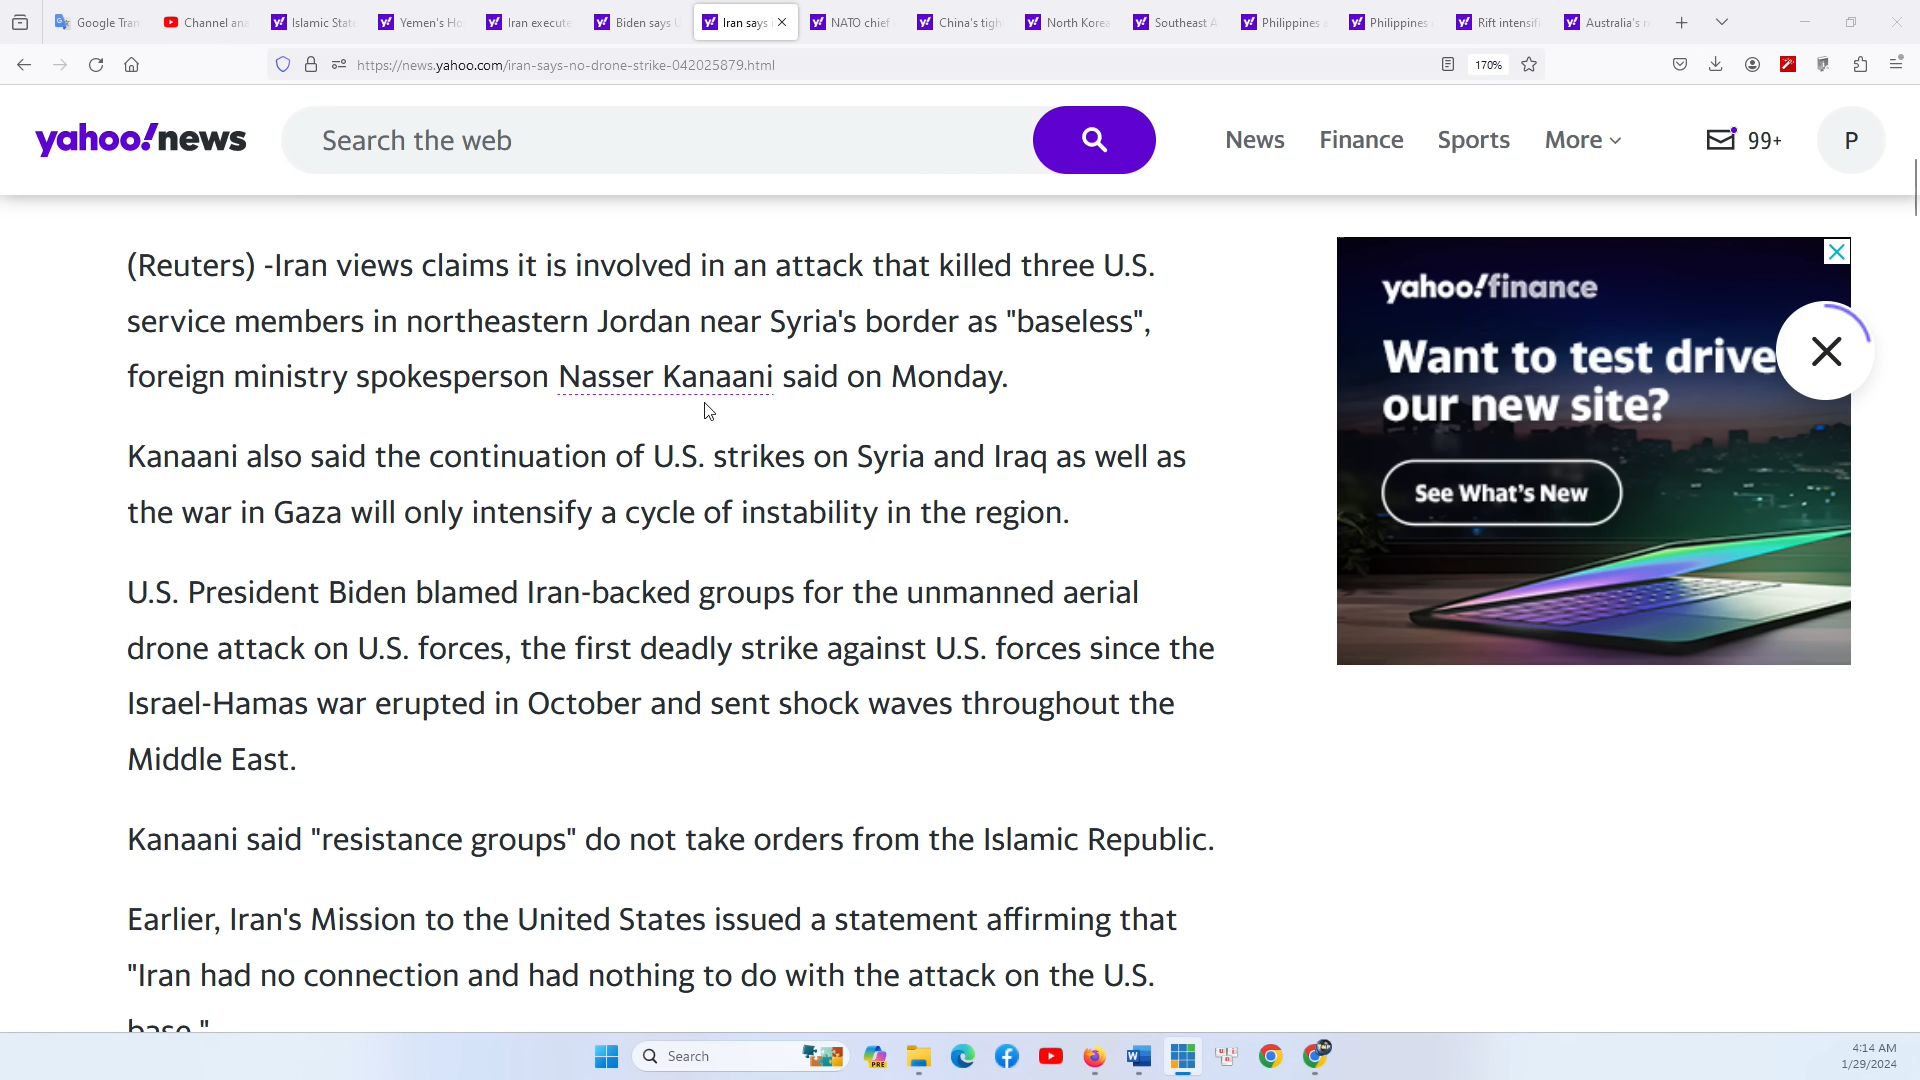 Google Tran
Channel ana
Islamic State
Yemen's Ho
Iran execute
Biden says U
Iran says
NATO chief
China's tigh
North Korea
Southeast A
Philippines a
Philippines
Rift intensifi
Australia's r
https://news.yahoo.com/iran-says-no-drone-strike-042025879.html
170%
yahoo!news
Search the web
News
Finance
Sports
More
99+
P
(Reuters) -Iran views claims it is involved in an attack that killed three U.S.
service members in northeastern Jordan near Syria's border as "baseless",
foreign ministry spokesperson Nasser Kanaani said on Monday.
Kanaani also said the continuation of U.S. strikes on Syria and Iraq as well as
the war in Gaza will only intensify a cycle of instability in the region.
U.S. President Biden blamed Iran-backed groups for the unmanned aerial
drone attack on U.S. forces, the first deadly strike against U.S. forces since the
Israel-Hamas war erupted in October and sent shock waves throughout the
Middle East.
Kanaani said "resistance groups" do not take orders from the Islamic Republic.
Earlier, Iran's Mission to the United States issued a statement affirming that
"Iran had no connection and had nothing to do with the attack on the U.S.
base."
yahoo!finance
Want to test drive
our new site?
See What's New
Search
PRE
4:14 AM
1/29/2024